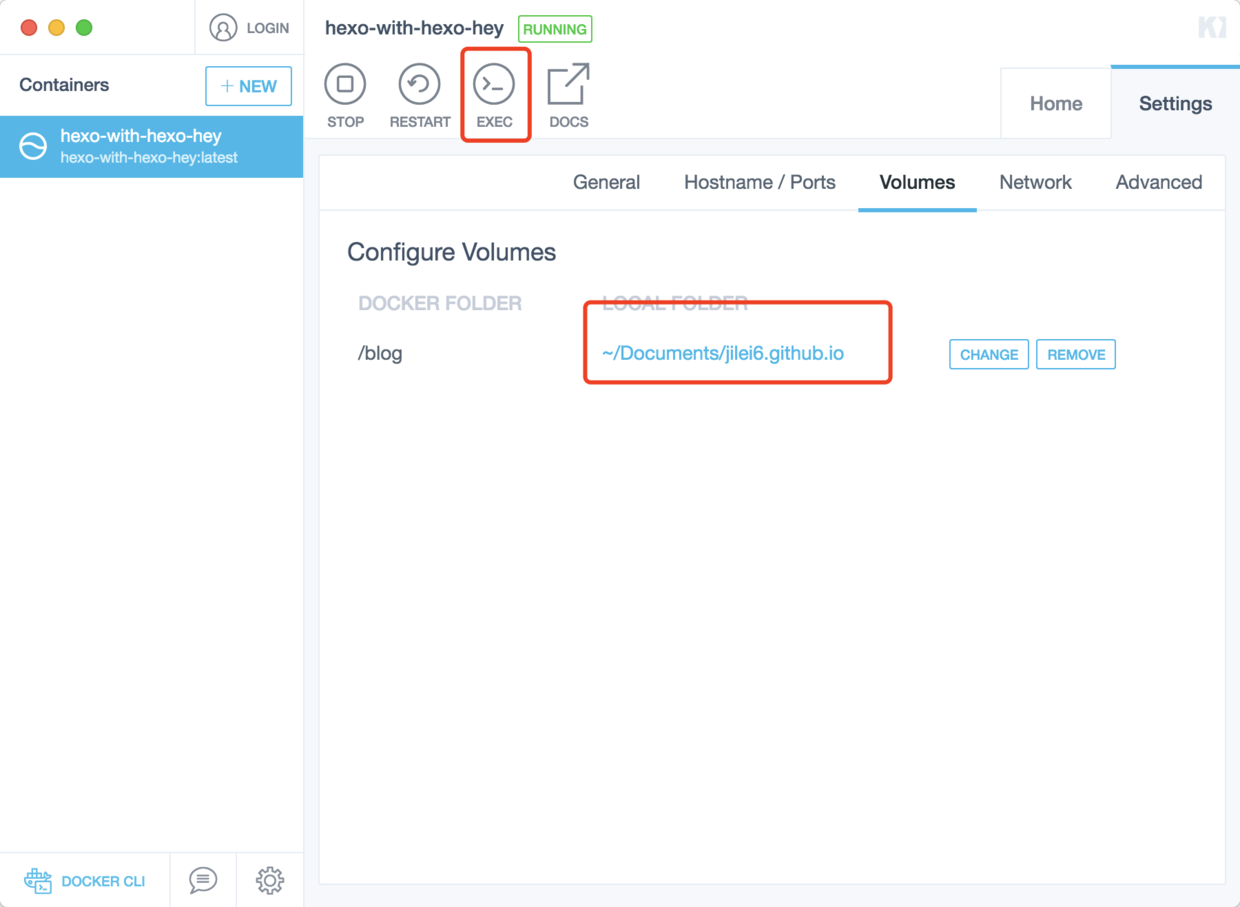 LOGIN
Containers
+ NEW
hexo-with-hexo-hey
hexo-with-hexo-hey:latest
hexo-with-hexo-hey RUNNING
STOP RESTART EXEC DOCS
Home Settings
General Hostname / Ports Volumes Network Advanced
Configure Volumes
DOCKER FOLDER LOCAL FOLDER
/blog ~/Documents/jilei6.github.io CHANGE REMOVE
DOCKER CLI